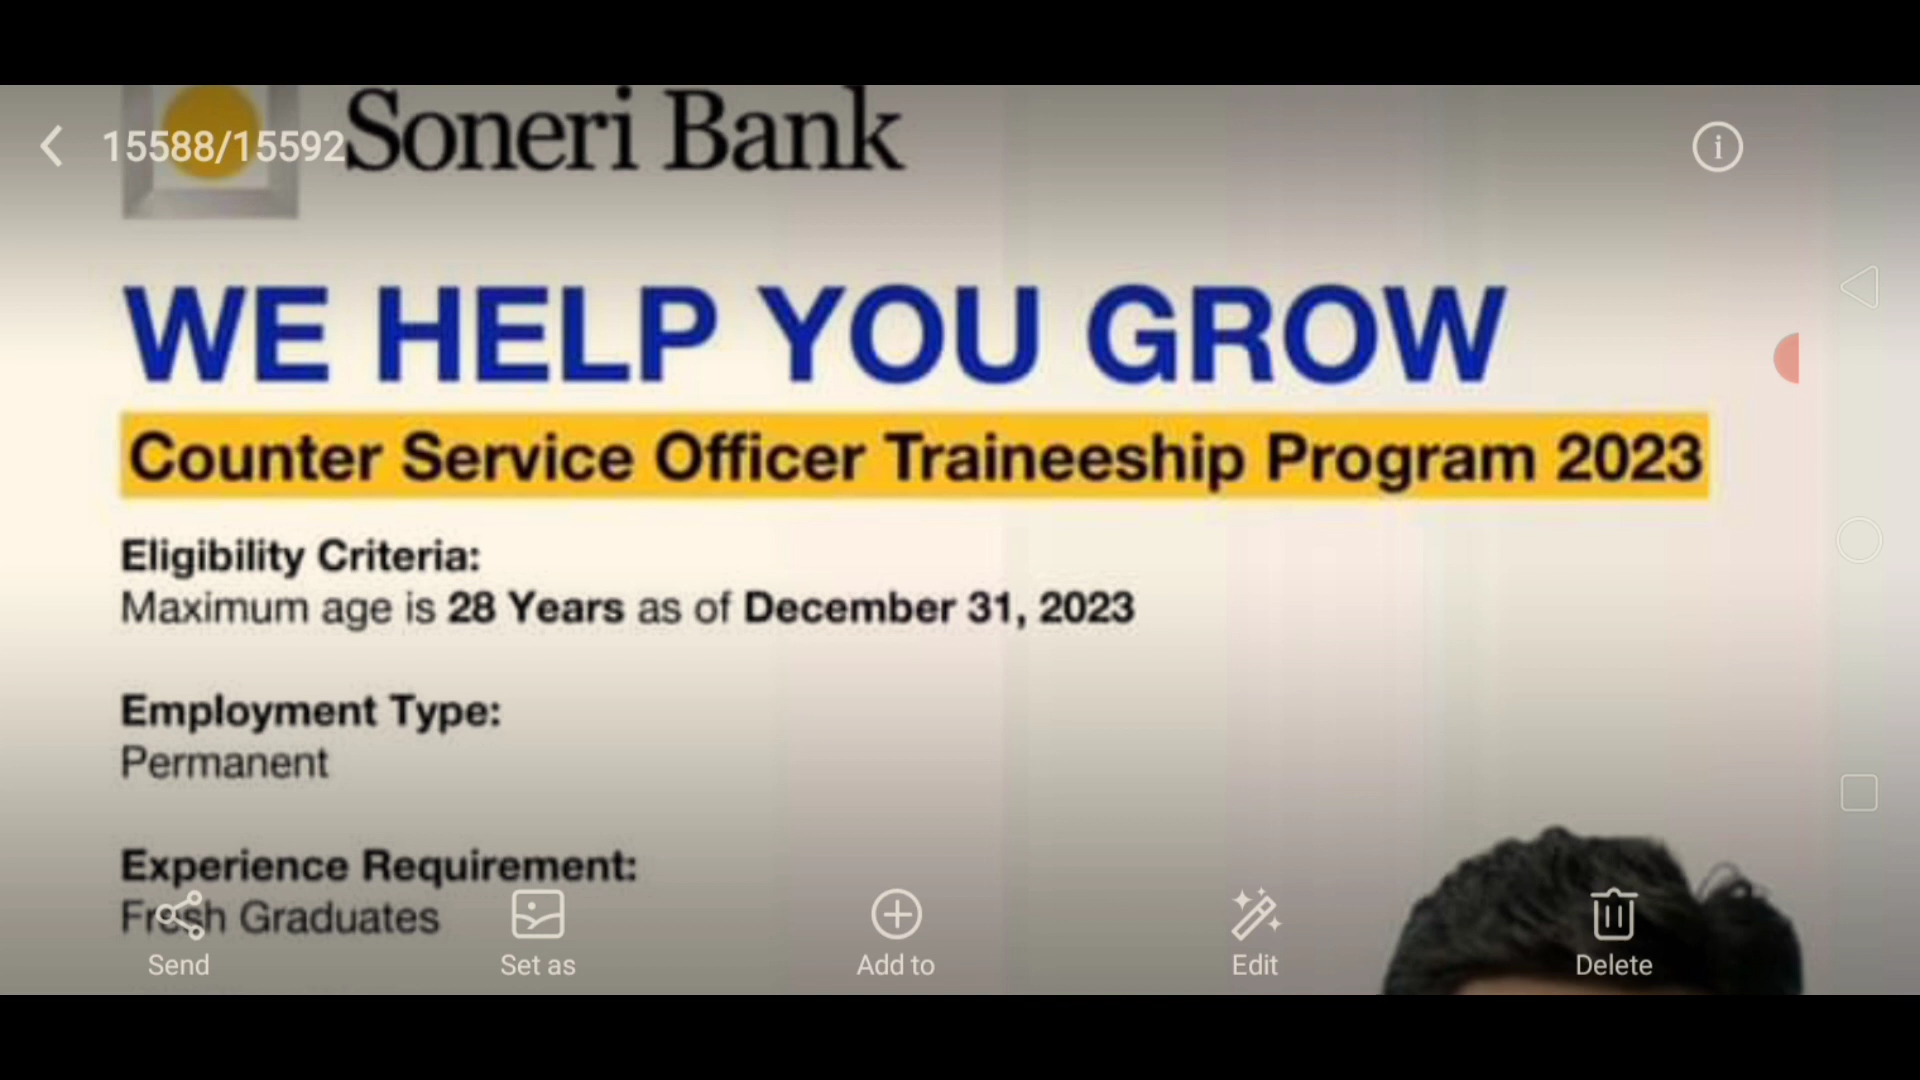 Soneri Bank
15588/15592
WE HELP YOU GROW
Counter Service Officer Traineeship Program 2023
Eligibility Criteria:
Maximum age is 28 Years as of December 31, 2023
Employment Type:
Permanent
Experience Requirement:
Fresh Graduates
Send
Set as
Add to
Edit
Delete